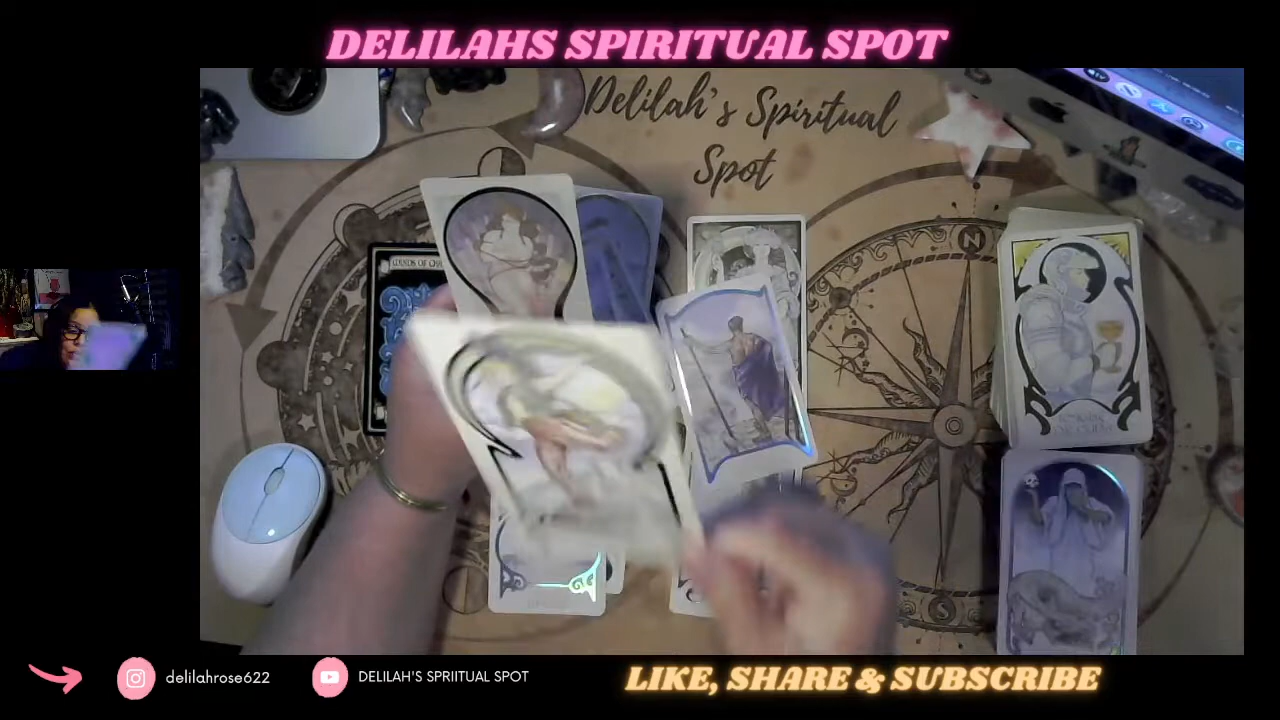 DELILAHS SPIRITUAL SPOT
Delilah's Spiritual
Spot
N
S
delilahrose622
DELILAH'S SPRIITUAL SPOT
LIKE, SHARE & SUBSCRIBE